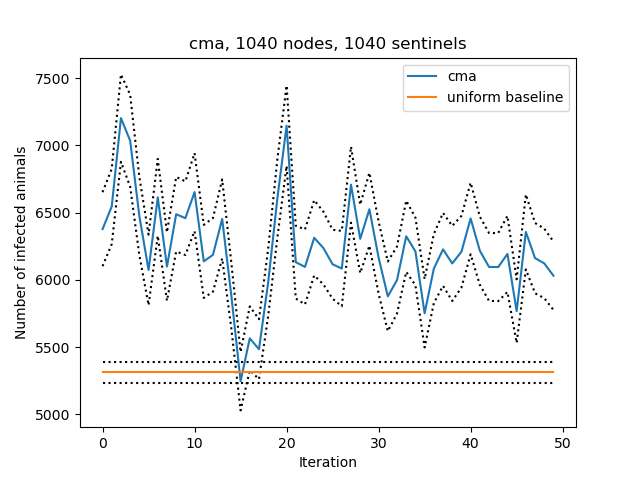 cma, 1040 nodes, 1040 sentinels
cma
uniform baseline
Number of infected animals
7500
7000
6500
6000
5500
5000
0 10 20 30 40 50
Iteration